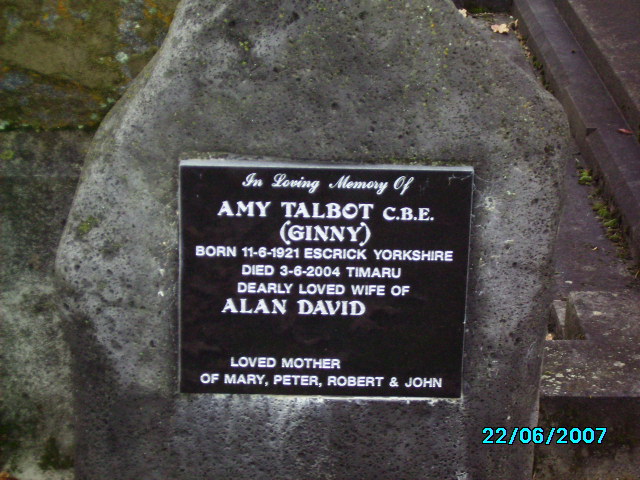 In Loving Memory Of
AMY TALBOT C.B.E.
(GINNY)
BORN 11-6-1921 ESCRICK YORKSHIRE
DIED 3-6-2004 TIMARU
DEARLY LOVED WIFE OF
ALAN DAVID
LOVED MOTHER
OF MARY, PETER, ROBERT & JOHN
22/06/2007